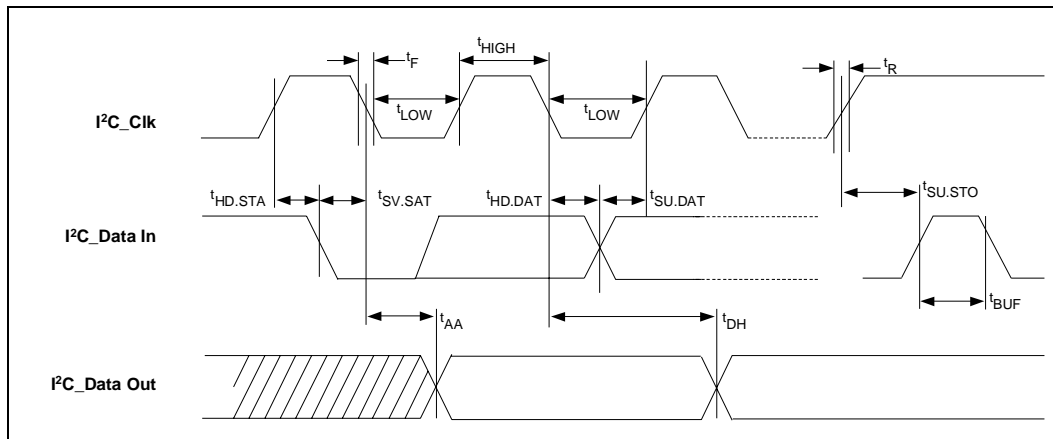 tF
tHIGH
tR
tLOW
tLOW
I²C_Clk
tHD.STA
tSV.SAT
tHD.DAT
tSU.DAT
tSU.STO
I²C_Data In
tBUF
tAA
tDH
I²C_Data Out